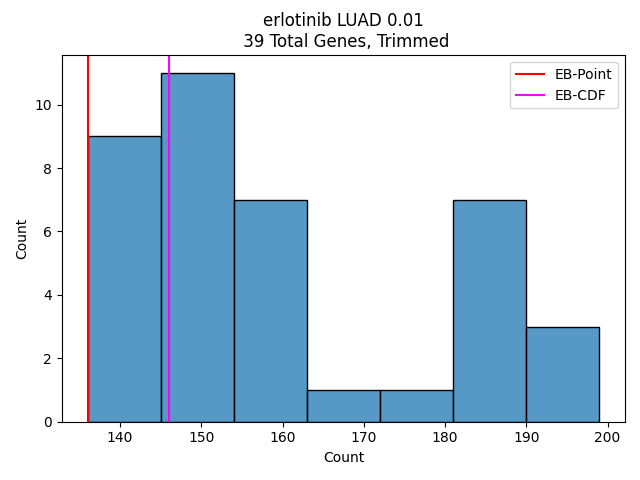 erlotinib LUAD 0.01
39 Total Genes, Trimmed
EB-Point
EB-CDF
Count
10
8
6
4
2
0
140 150 160 170 180 190 200
Count